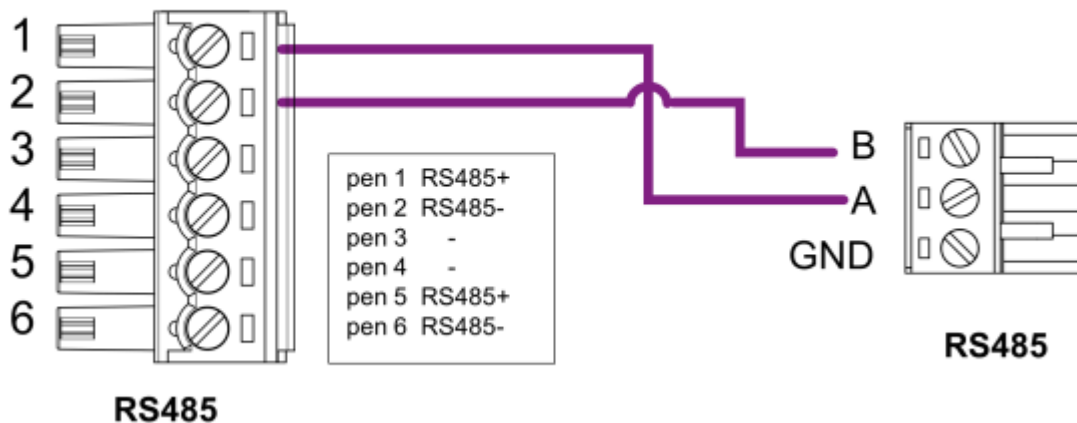 1
2
3
4
5
6
pen 1 RS485+
pen 2 RS485-
pen 3 -
pen 4 -
pen 5 RS485+
pen 6 RS485-
RS485
B
A
GND
RS485